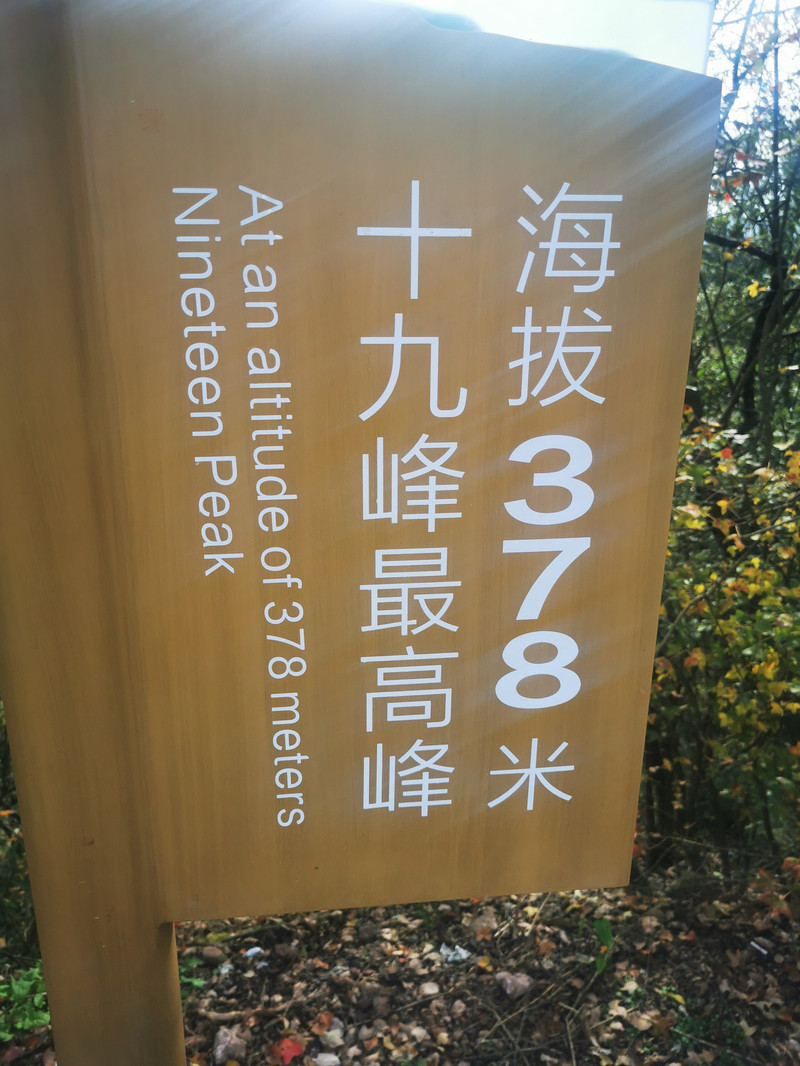 海拔378米
十九峰最高峰
At an altitude of 378 meters
Nineteen Peak